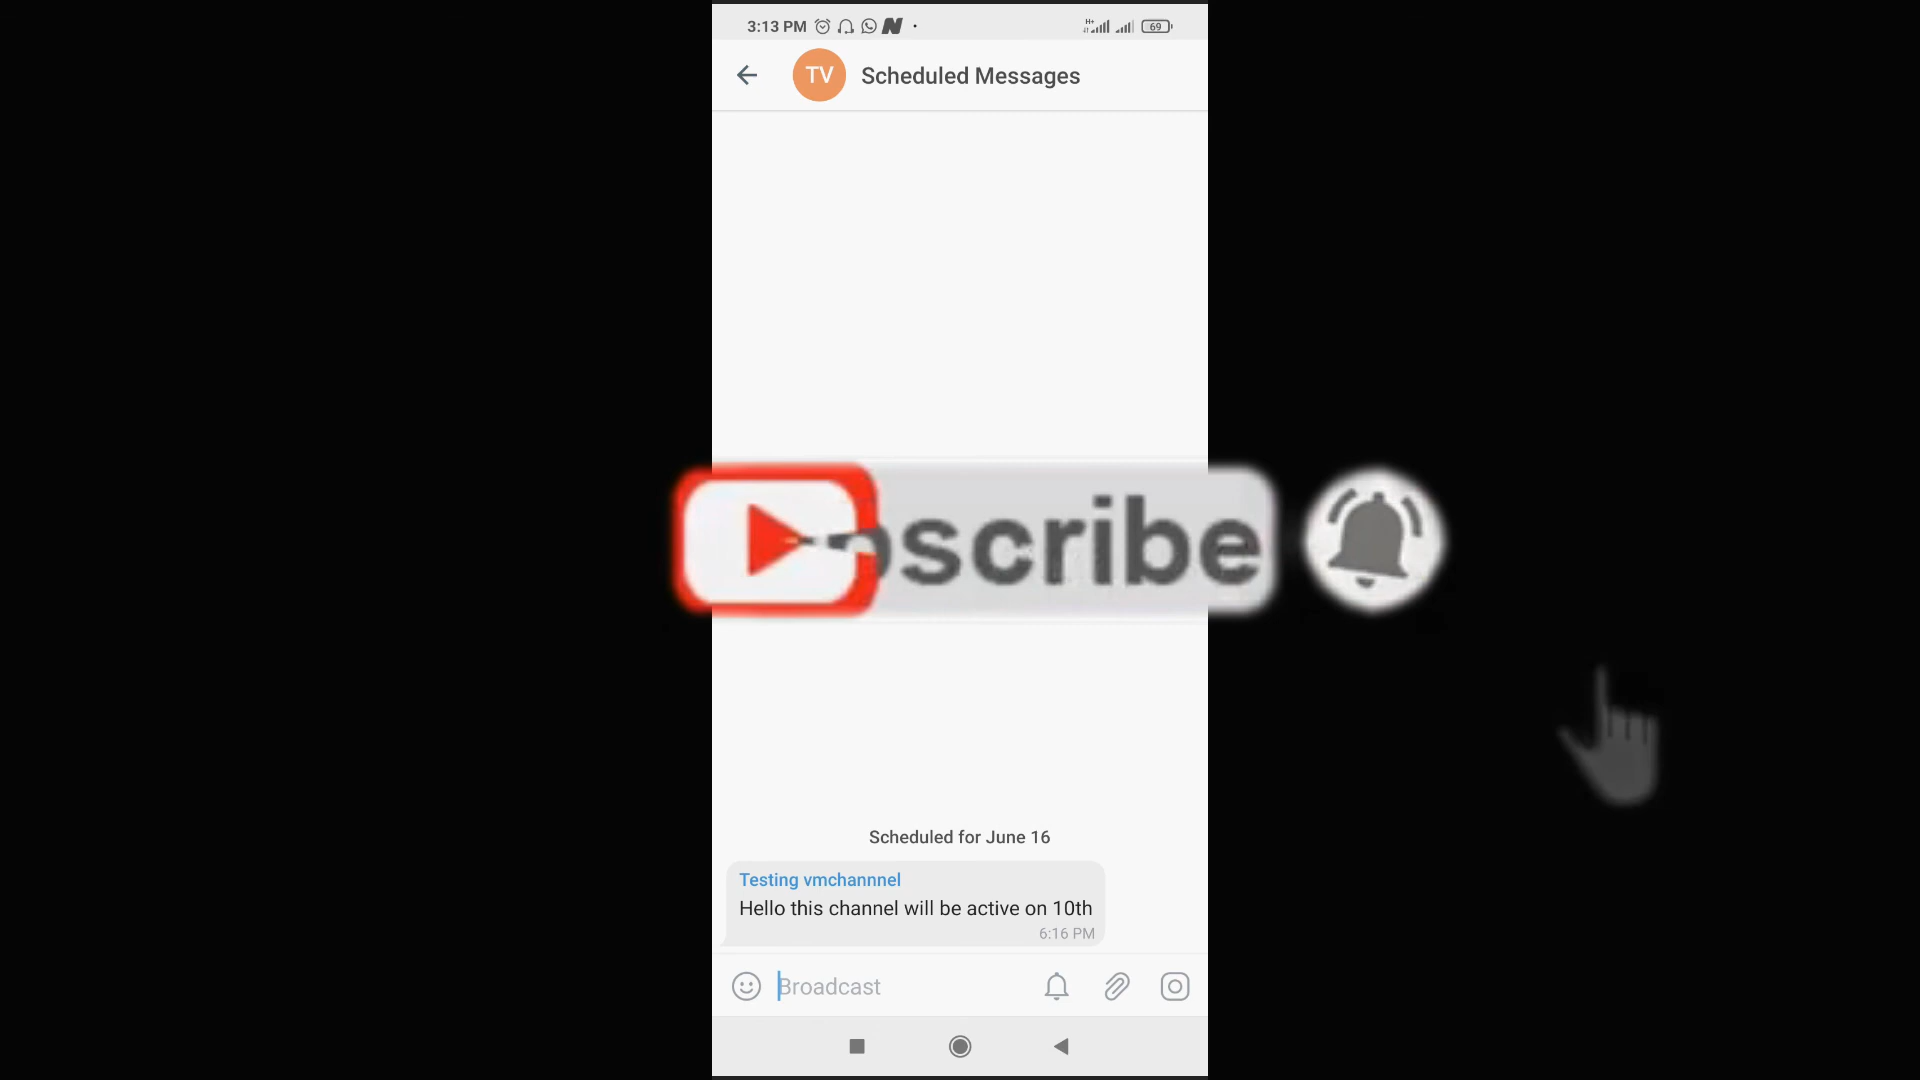 3:13 PM
H+
69
TV
Scheduled Messages
scribe
Scheduled for June 16
Testing vmchannnel
Hello this channel will be active on 10th
6:16 PM
Broadcast